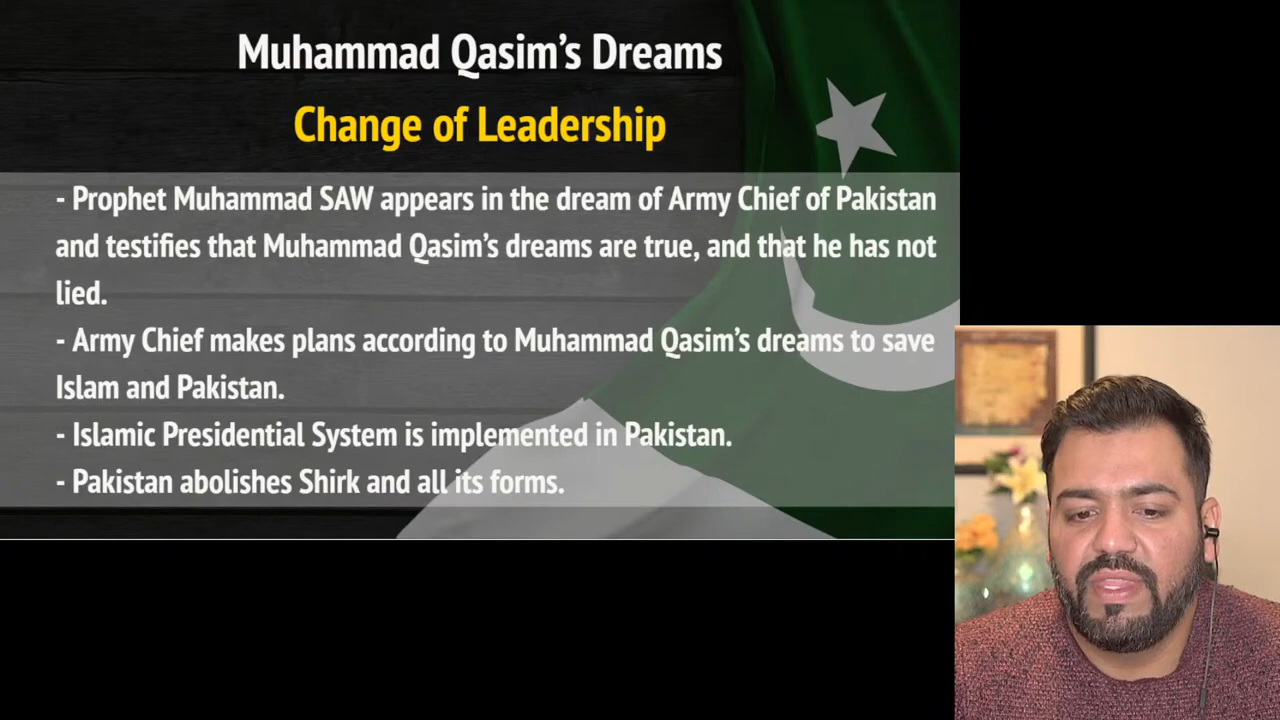 Muhammad Qasim's Dreams
Change of Leadership
- Prophet Muhammad SAW appears in the dream of Army Chief of Pakistan
and testifies that Muhammad Qasim's dreams are true, and that he has not
lied.
- Army Chief makes plans according to Muhammad Qasim's dreams to save
Islam and Pakistan.
- Islamic Presidential System is implemented in Pakistan.
- Pakistan abolishes Shirk and all its forms.